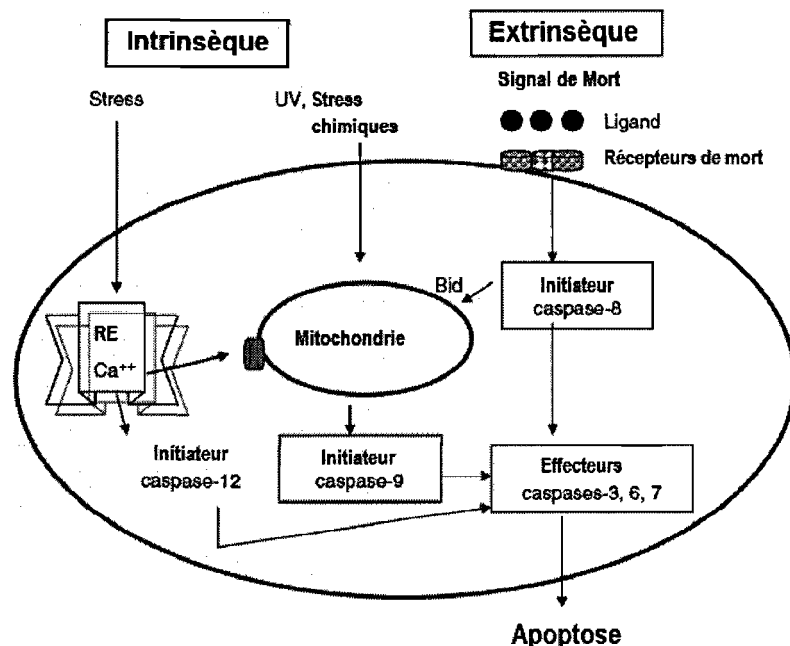 Intrinsèque
Extrinsèque
Signal de Mort
Stress
UV, Stress
chimiques
Ligand
Récepteurs de mort
Bid
Initiateur
caspase-8
RE
Ca⁺⁺
Mitochondrie
Initiateur
caspase-12
Initiateur
caspase-9
Effecteurs
caspases-3, 6, 7
Apoptose